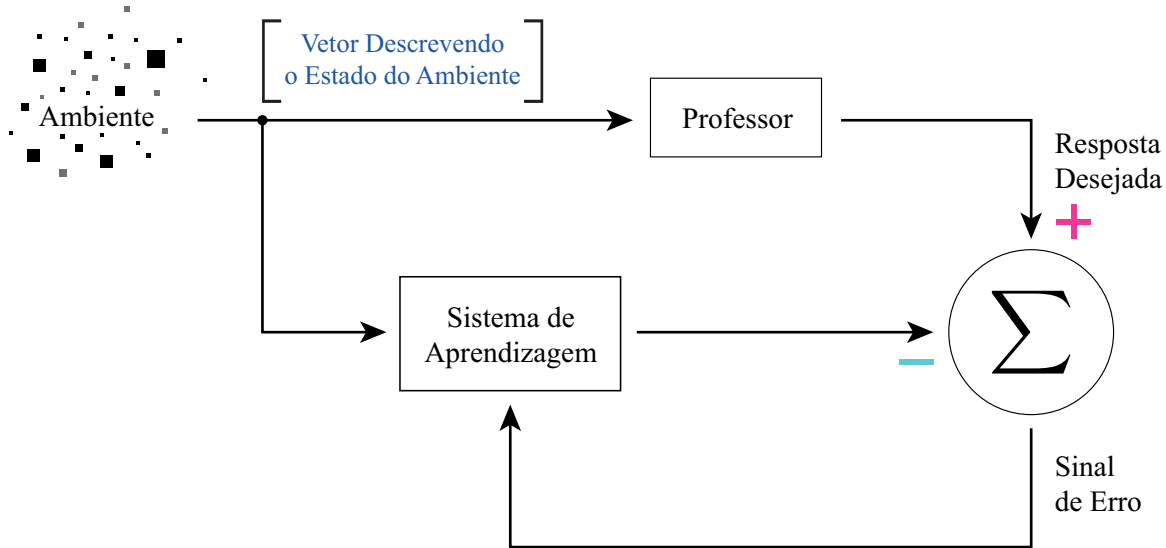 Vetor Descrevendo
o Estado do Ambiente
Ambiente
Professor
Resposta
Desejada
+
Sistema de
Aprendizagem
−
Σ
Sinal
de Erro